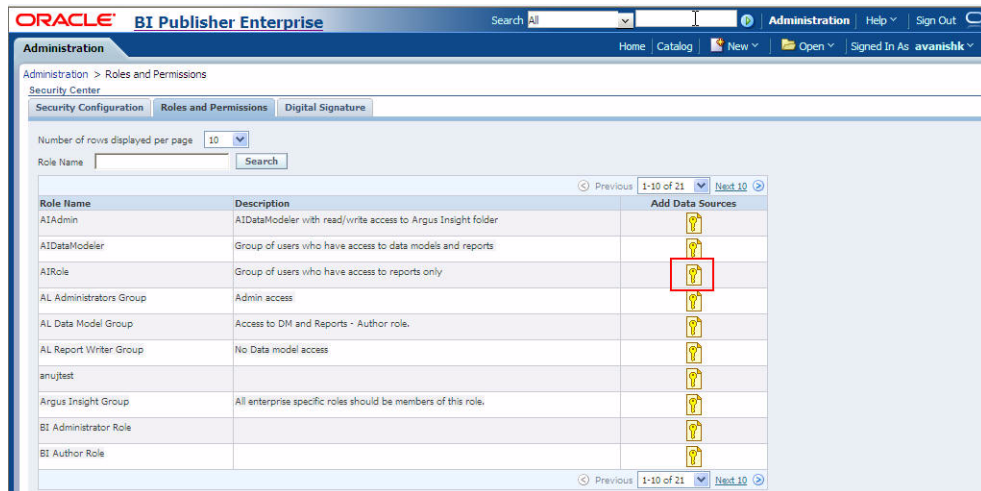 ORACLE BI Publisher Enterprise Search All Administration Help Sign Out
Administration Home Catalog New Open Signed In As avanishk
Administration > Roles and Permissions
Security Center
Security Configuration Roles and Permissions Digital Signature
Number of rows displayed per page 10
Role Name Search
Previous 1-10 of 21 Next 10
Role Name Description Add Data Sources
AIAdmin AIDataModeler with read/write access to Argus Insight folder
AIDataModeler Group of users who have access to data models and reports
AIRole Group of users who have access to reports only
AL Administrators Group Admin access
AL Data Model Group Access to DM and Reports - Author role.
AL Report Writer Group No Data model access
anujtest
Argus Insight Group All enterprise specific roles should be members of this role.
BI Administrator Role
BI Author Role
Previous 1-10 of 21 Next 10